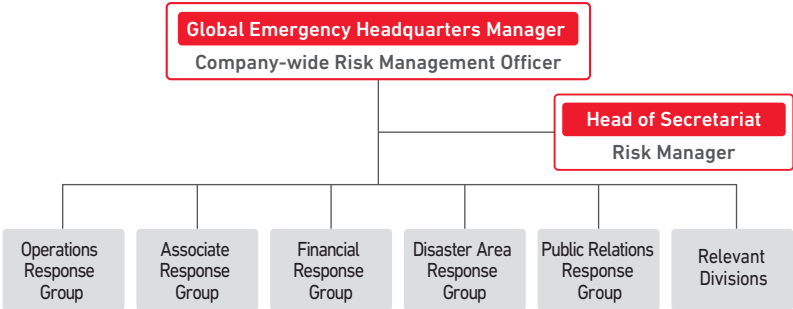 Global Emergency Headquarters Manager
Company-wide Risk Management Officer
Head of Secretariat
Risk Manager
Operations
Response
Group
Associate
Response
Group
Financial
Response
Group
Disaster Area
Response
Group
Public Relations
Response
Group
Relevant
Divisions